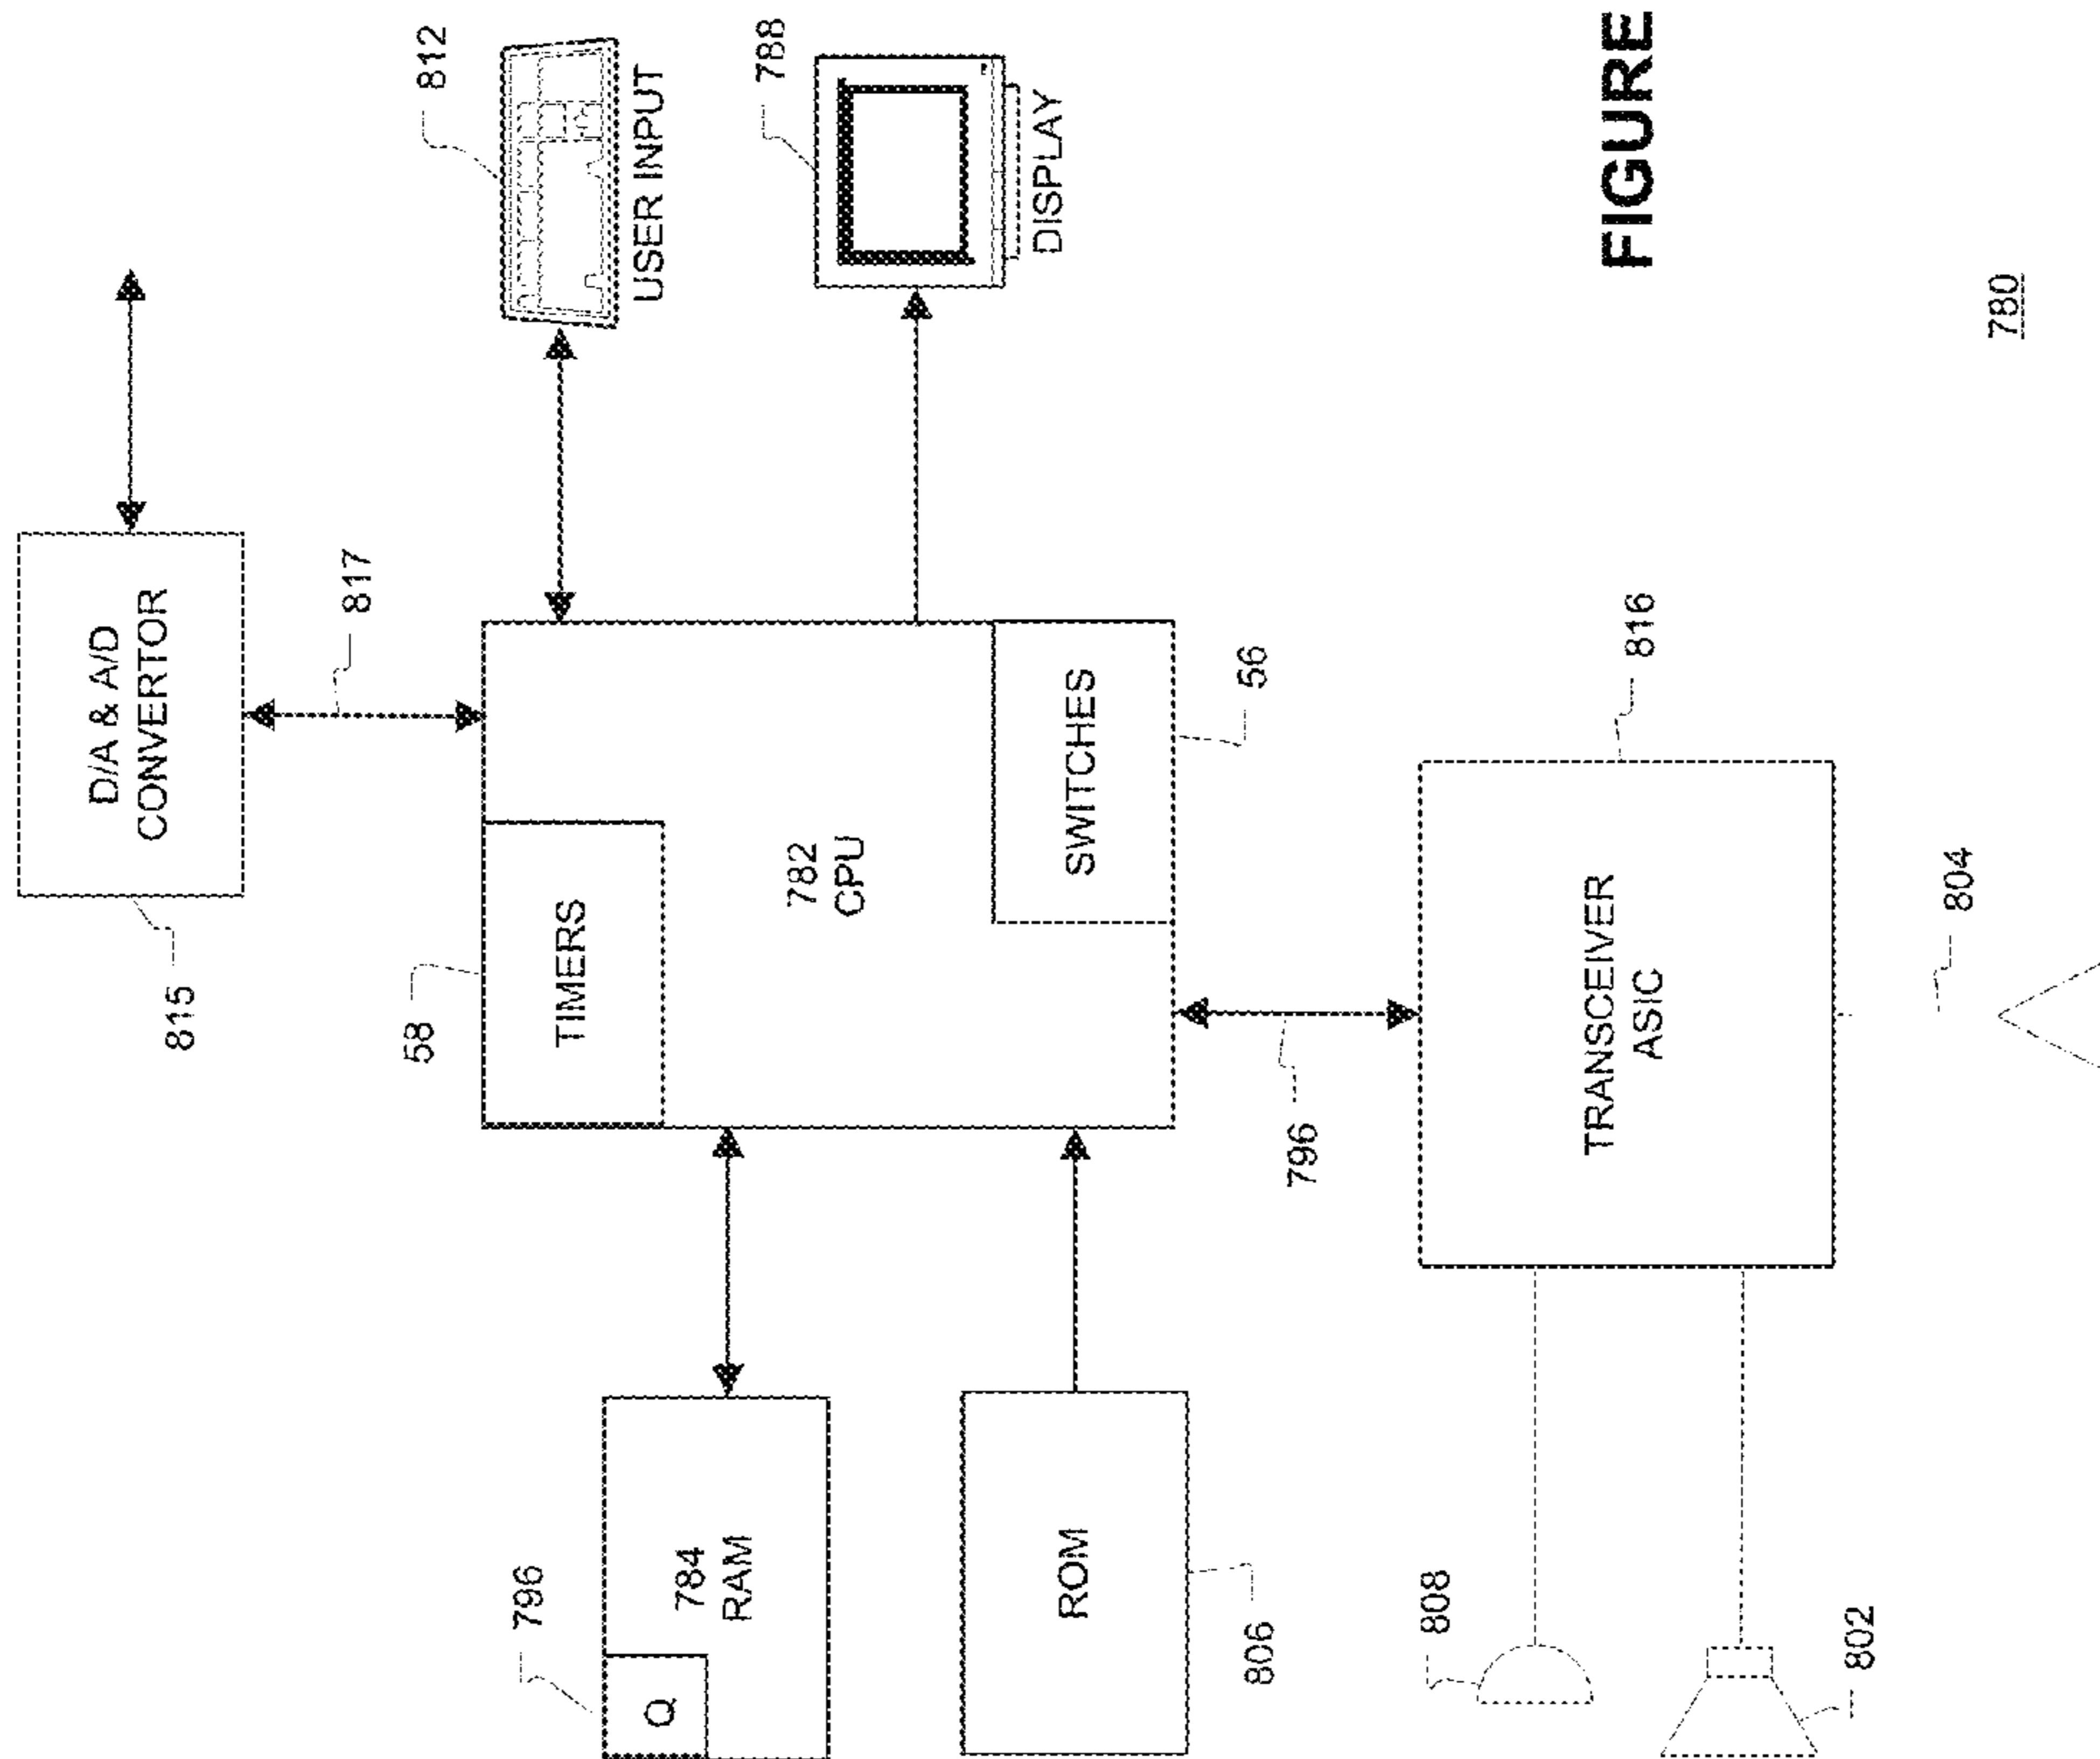 815
D/A & A/D
CONVERTOR
817
812
USER INPUT
788
DISPLAY
58
TIMERS
782
CPU
SWITCHES
56
796
Q
784
RAM
ROM
806
796
TRANSCEIVER
ASIC
816
808
802
804
FIGURE
780